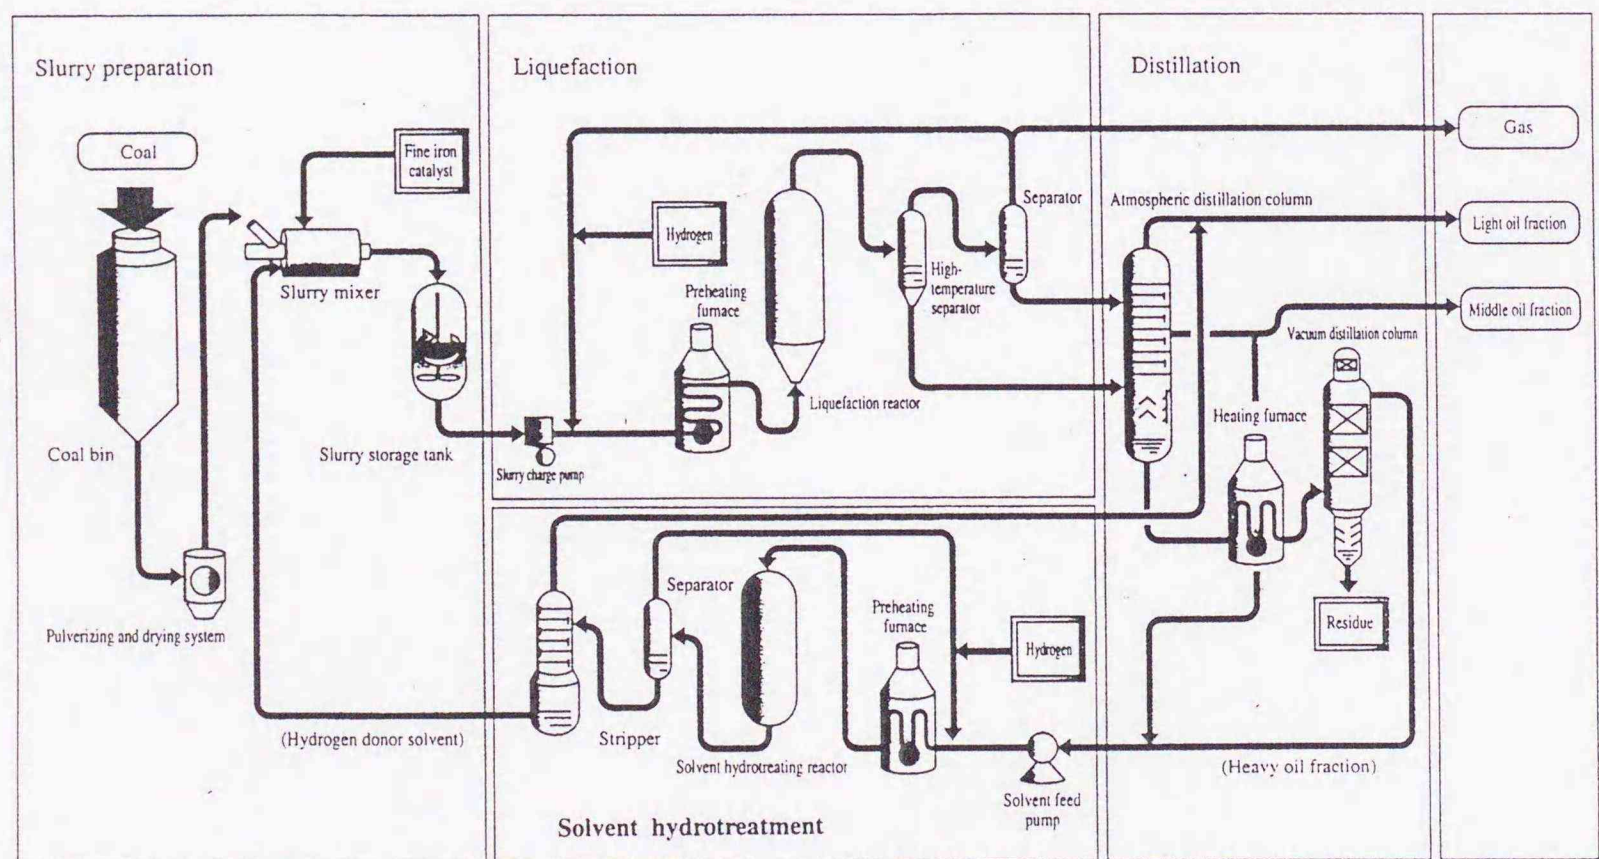 Slurry preparation
Coal
Fine iron
catalyst
Slurry mixer
Coal bin
Slurry storage tank
Pulverizing and drying system
(Hydrogen donor solvent)
Liquefaction
Hydrogen
Preheating
furnace
Separator
High-
temperature
separator
Liquefaction reactor
Slurry charge pump
Separator
Preheating
furnace
Hydrogen
Stripper
Solvent hydrotreating reactor
Solvent feed
pump
Solvent hydrotreatment
Distillation
Atmospheric distillation column
Vacuum distillation column
Heating furnace
Residue
(Heavy oil fraction)
Gas
Light oil fraction
Middle oil fraction